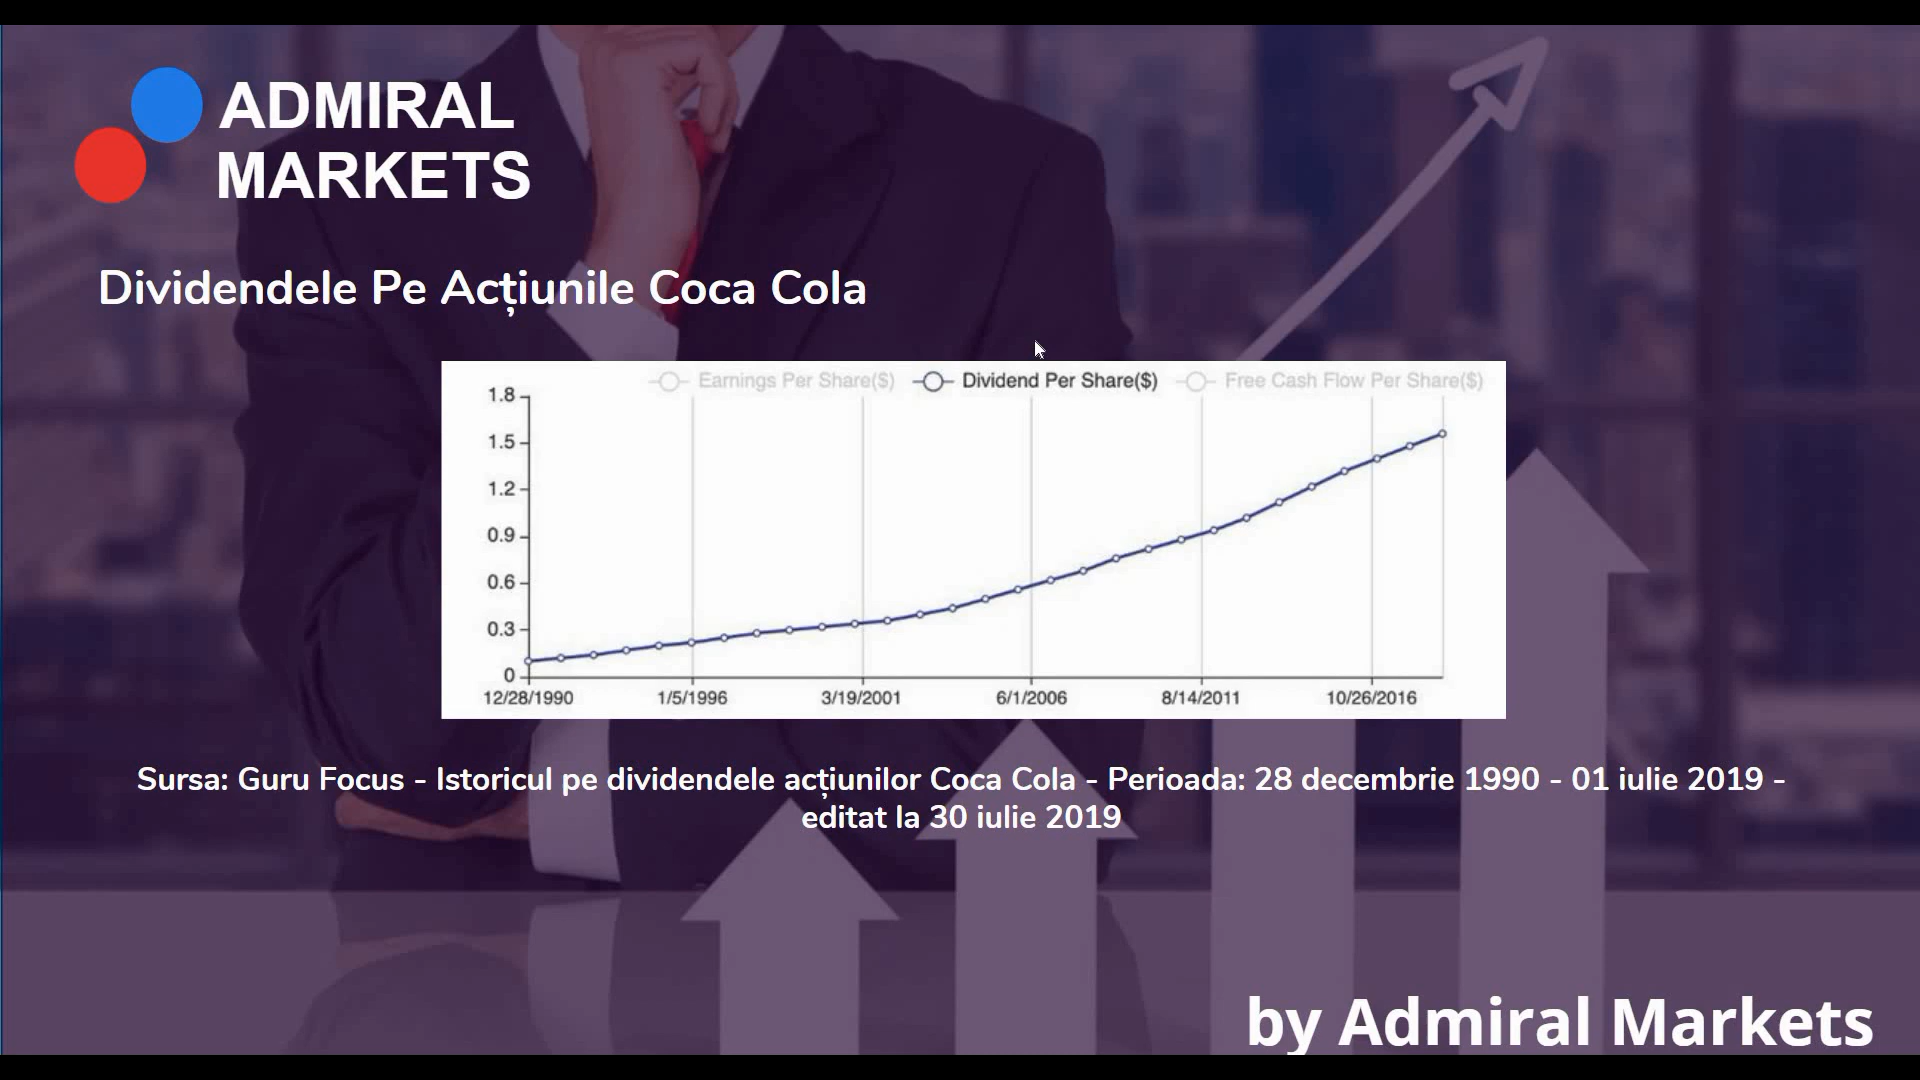 ADMIRAL
MARKETS
Dividendele Pe Acțiunile Coca Cola
Earnings Per Share($) Dividend Per Share($) Free Cash Flow Per Share($)
1.8
1.5
1.2
0.9
0.6
0.3
0
12/28/1990 1/5/1996 3/19/2001 6/1/2006 8/14/2011 10/26/2016
Sursa: Guru Focus - Istoricul pe dividendele acțiunilor Coca Cola - Perioada: 28 decembrie 1990 - 01 iulie 2019 -
editat la 30 iulie 2019
by Admiral Markets